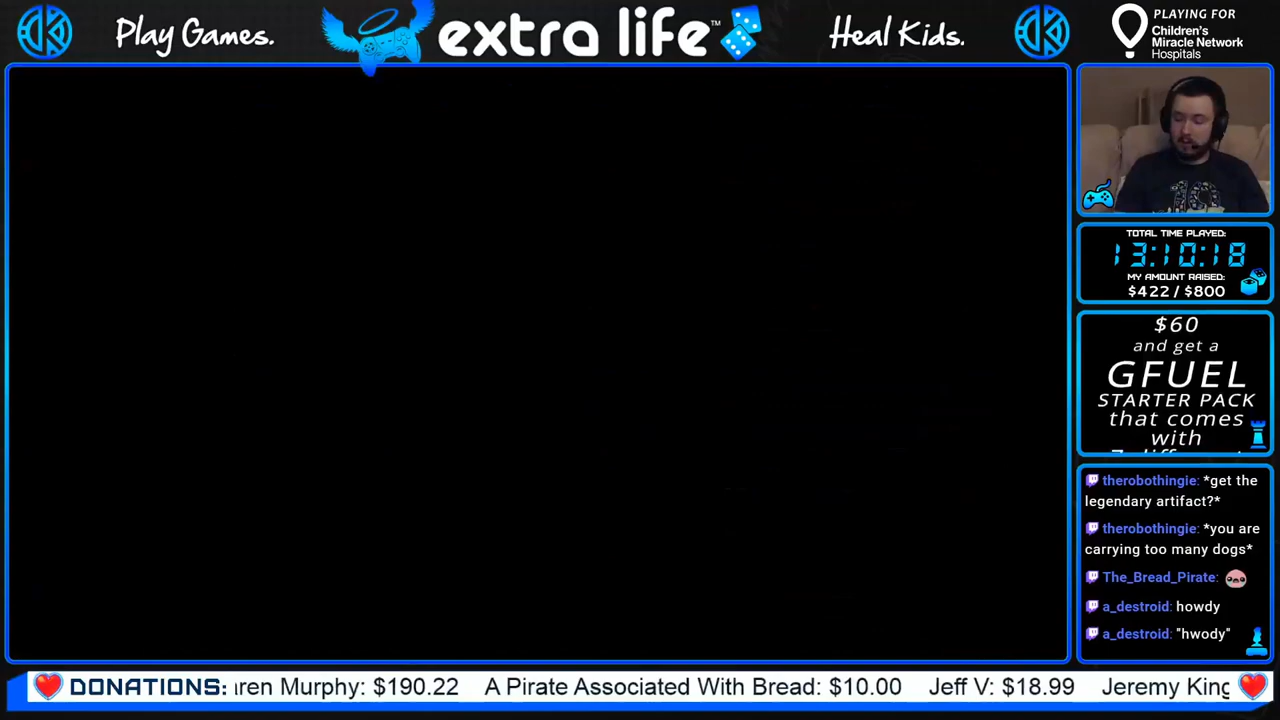 Play Games.
extra life™
Heal Kids.
PLAYING FOR
Children's
Miracle Network
Hospitals
19
TOTAL TIME PLAYED:
13:10:18
MY AMOUNT RAISED:
$422 / $800
$60
and get a
GFUEL
STARTER PACK
that comes
with
therobothingie: *get the
legendary artifact?*
therobothingie: *you are
carrying too many dogs*
The_Bread_Pirate:
a_destroid: howdy
a_destroid: "hwody"
DONATIONS: Murphy: $190.22 A Pirate Associated With Bread: $10.00 Jeff V: $18.99 Jeremy King